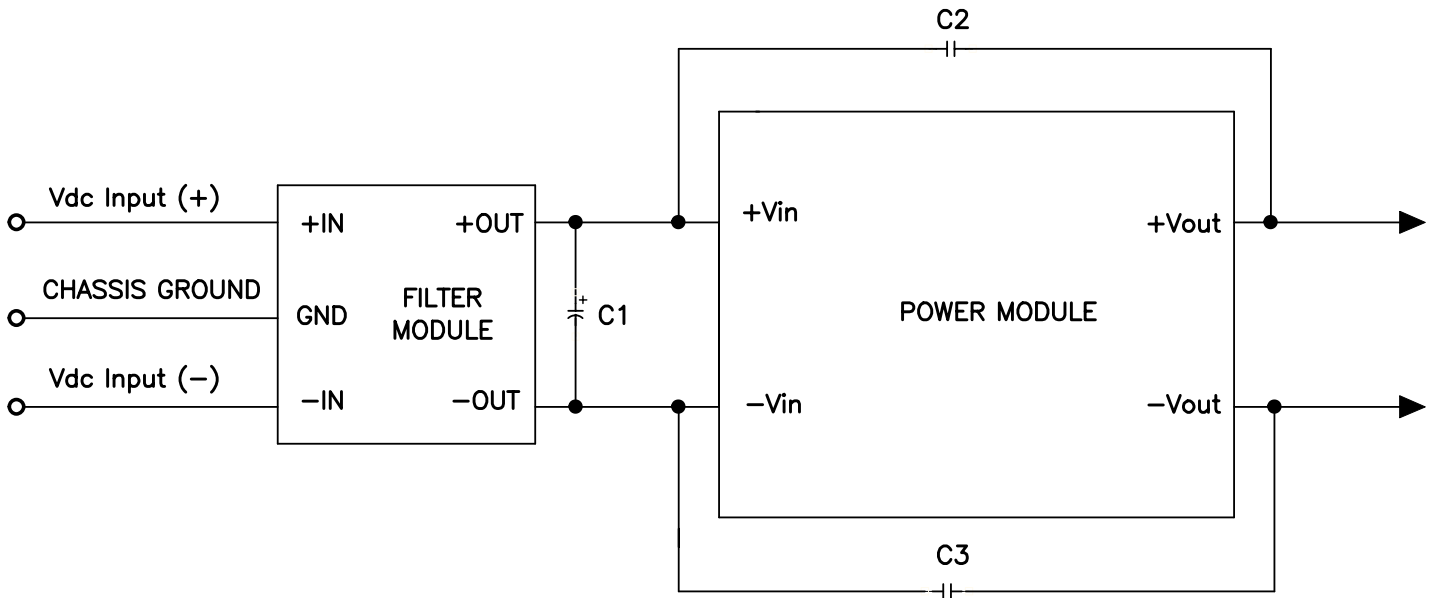 C2
Vdc Input (+)
+IN
+OUT
+Vin
+Vout
CHASSIS GROUND
GND
FILTER
MODULE
+
C1
POWER MODULE
Vdc Input (−)
−IN
−OUT
−Vin
−Vout
C3